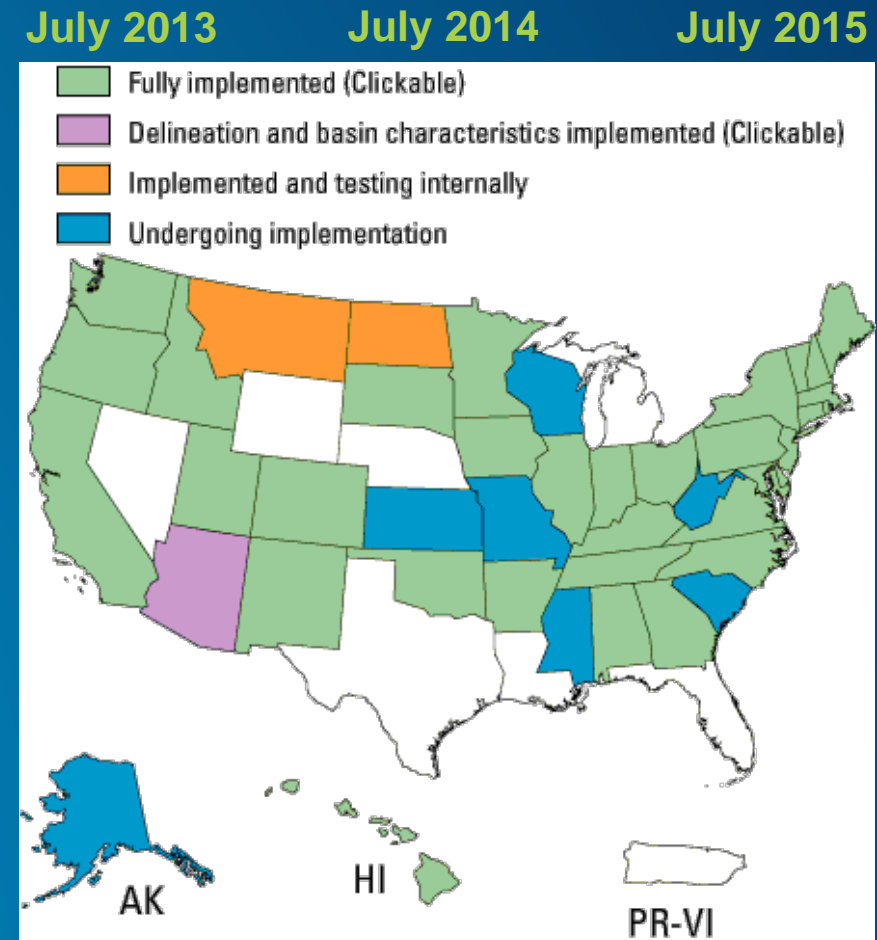 July 2013 July 2014 July 2015
Fully implemented (Clickable)
Delineation and basin characteristics implemented (Clickable)
Implemented and testing internally
Undergoing implementation
AK
HI
PR-VI